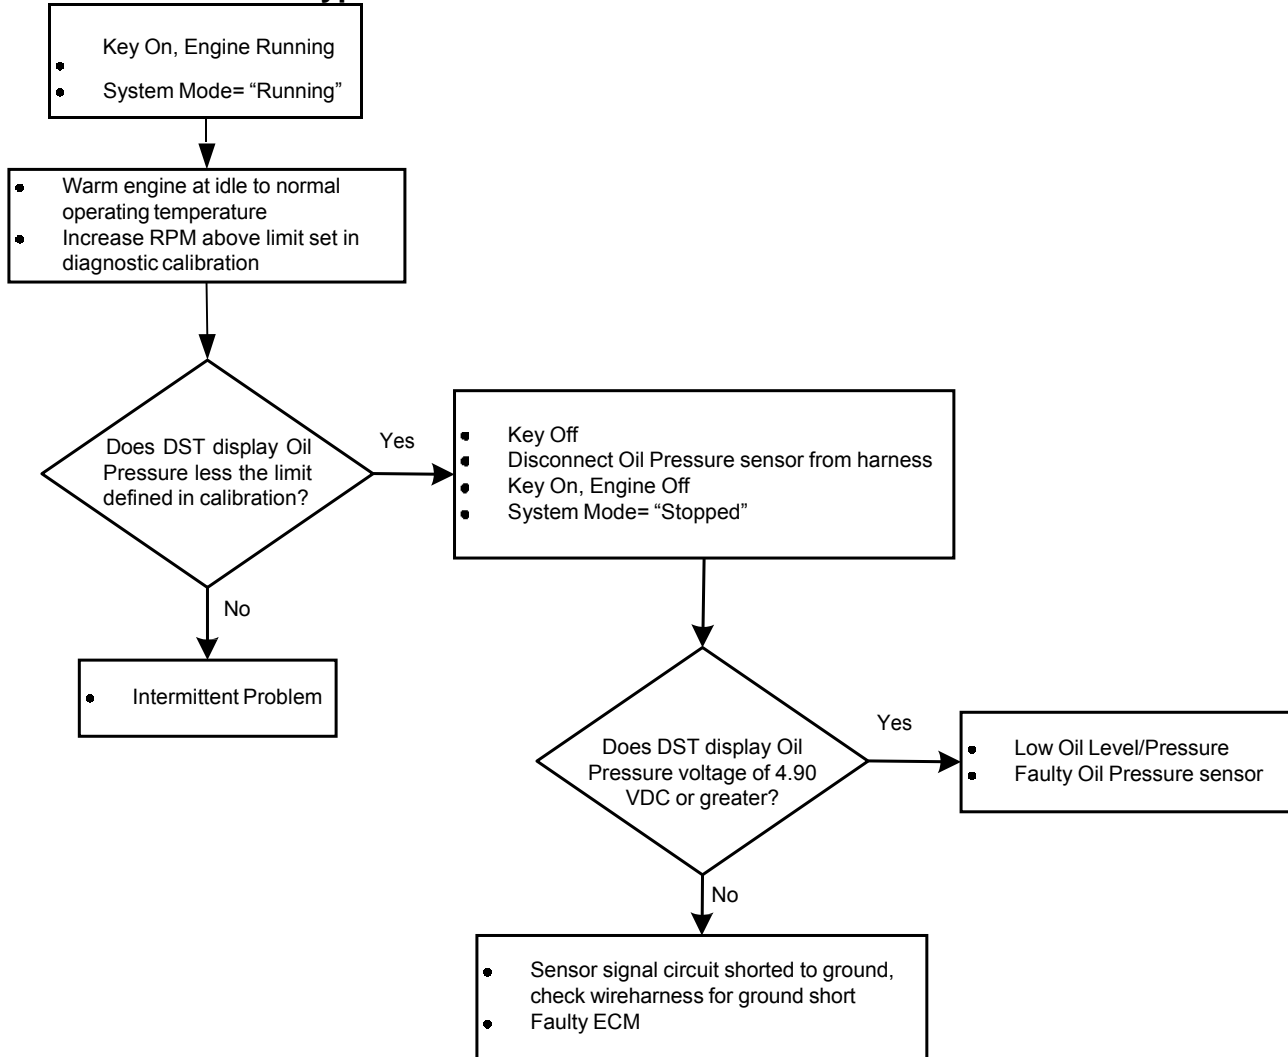 Key On, Engine Running
System Mode= “Running”
Warm engine at idle to normal
operating temperature
Increase RPM above limit set in
diagnostic calibration
Does DST display Oil
Pressure less the limit
defined in calibration?
Yes
Key Off
Disconnect Oil Pressure sensor from harness
Key On, Engine Off
System Mode= “Stopped”
No
Intermittent Problem
Does DST display Oil
Pressure voltage of 4.90
VDC or greater?
Yes
Low Oil Level/Pressure
Faulty Oil Pressure sensor
No
Sensor signal circuit shorted to ground,
check wireharness for ground short
Faulty ECM